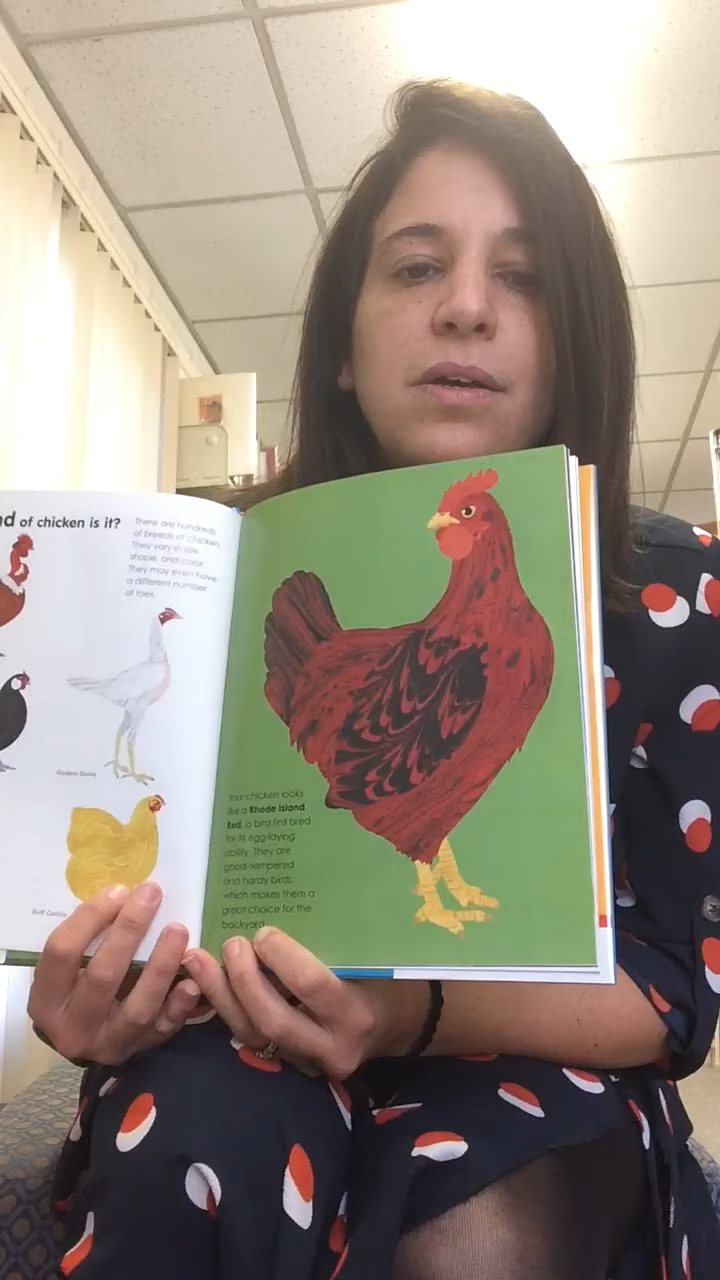 nd of chicken is it?
There are hundreds
of breeds of chicken.
They vary in size,
shape, and color.
They may even have
a different number
of toes.
Modern Game
Buff Cochin
Your chicken looks
like a Rhode Island
Red, a bird first bred
for its egg-laying
ability. They are
good-tempered
and hardy birds,
which makes them a
great choice for the
backyard.